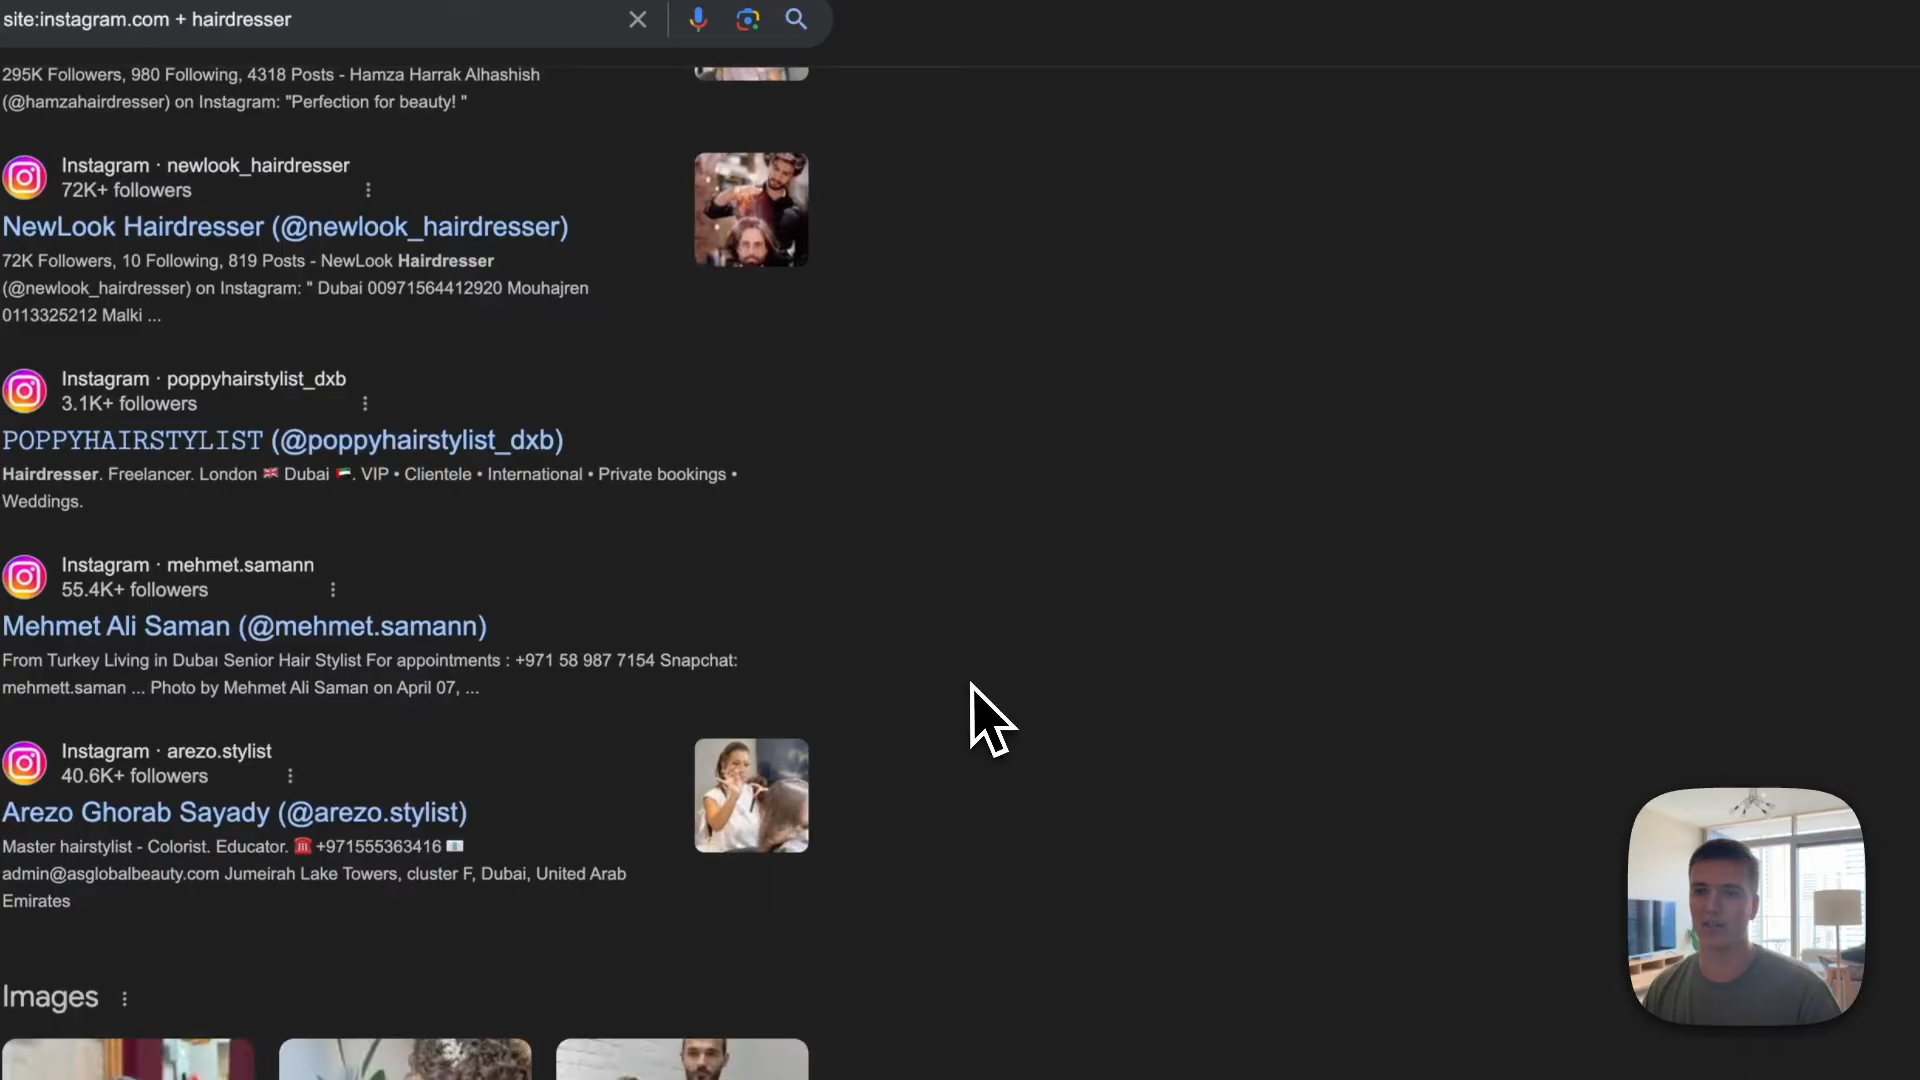 site:instagram.com + hairdresser
295K Followers, 980 Following, 4318 Posts - Hamza Harrak Alhashish
(@hamzahairdresser) on Instagram: "Perfection for beauty! "
Instagram · newlook_hairdresser
72K+ followers
NewLook Hairdresser (@newlook_hairdresser)
72K Followers, 10 Following, 819 Posts - NewLook Hairdresser
(@newlook_hairdresser) on Instagram: " Dubai 00971564412920 Mouhajren
0113325212 Malki ...
Instagram · poppyhairstylist_dxb
3.1K+ followers
POPPYHAIRSTYLIST (@poppyhairstylist_dxb)
Hairdresser. Freelancer. London 🇬🇧 Dubai 🇦🇪. VIP • Clientele • International • Private bookings •
Weddings.
Instagram · mehmet.samann
55.4K+ followers
Mehmet Ali Saman (@mehmet.samann)
From Turkey Living in Dubaı Senior Hair Stylist For appointments : +971 58 987 7154 Snapchat:
mehmett.saman ... Photo by Mehmet Ali Saman on April 07, ...
Instagram · arezo.stylist
40.6K+ followers
Arezo Ghorab Sayady (@arezo.stylist)
Master hairstylist - Colorist. Educator. ☎️ +971555363416 📧
admin@asglobalbeauty.com Jumeirah Lake Towers, cluster F, Dubai, United Arab
Emirates
Images